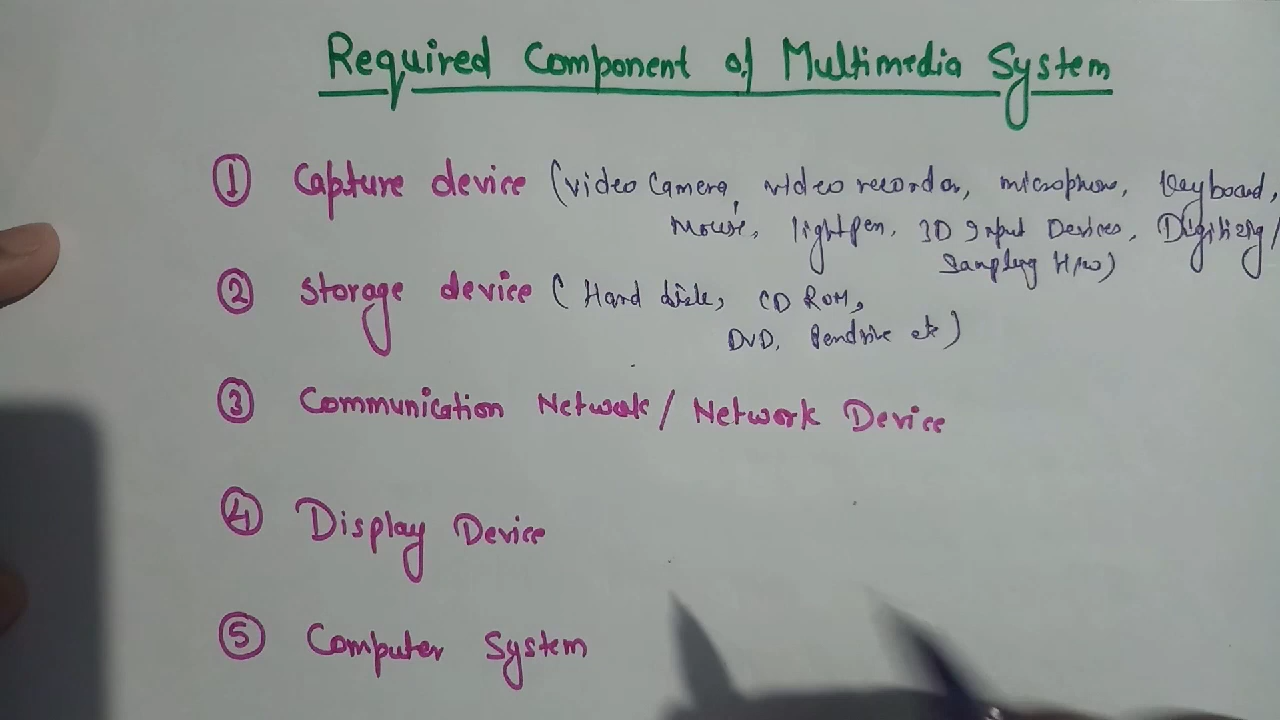 Required Component of Multimedia System
① Capture device (video Camera, video recorder, microphone, Keyboard,
mouse, lightpen, 3D Input Devices, Digitizing/
Sampling H/w)
② Storage device (Hard disk, CD ROM,
DVD, Pendrive etc)
③ Communication Network/ Network Device
④ Display Device
⑤ Computer System